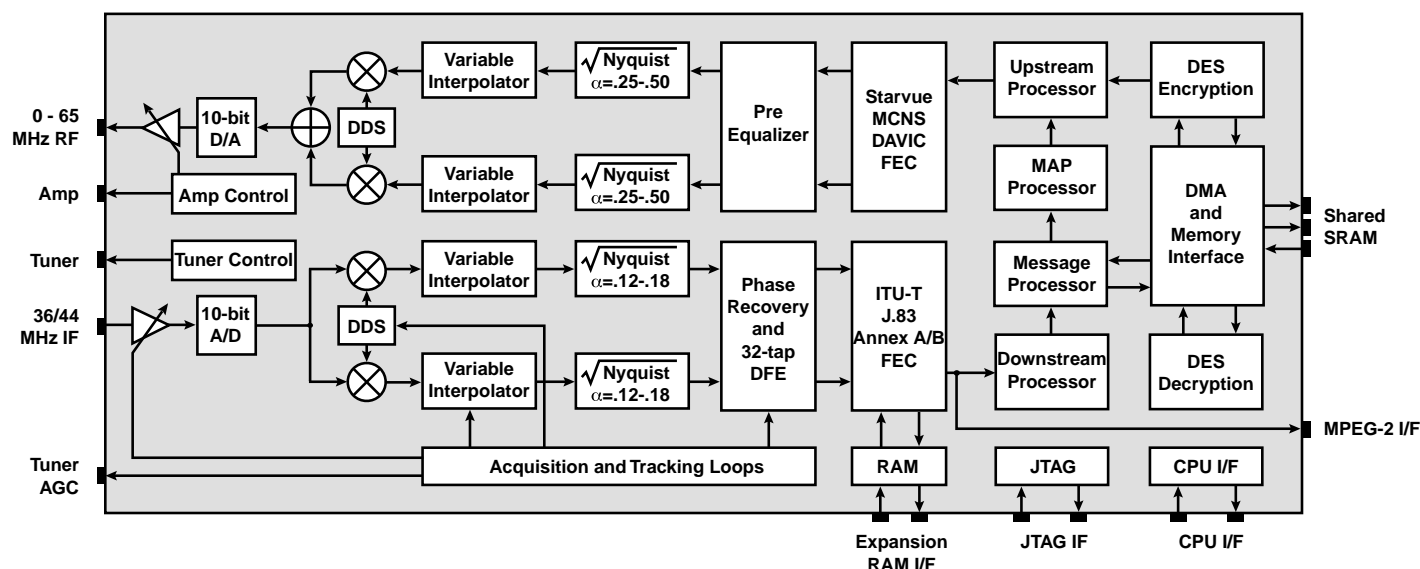 0 - 65
MHz RF
Amp
Tuner
36/44
MHz IF
Tuner
AGC
10-bit
D/A
Amp Control
Tuner Control
10-bit
A/D
DDS
DDS
Variable
Interpolator
√Nyquist
α=.25-.50
Variable
Interpolator
√Nyquist
α=.25-.50
Variable
Interpolator
√Nyquist
α=.12-.18
Variable
Interpolator
√Nyquist
α=.12-.18
Pre
Equalizer
Phase
Recovery
and
32-tap
DFE
Acquisition and Tracking Loops
Starvue
MCNS
DAVIC
FEC
ITU-T
J.83
Annex A/B
FEC
RAM
Expansion
RAM I/F
Upstream
Processor
MAP
Processor
Message
Processor
Downstream
Processor
JTAG
JTAG IF
DES
Encryption
DMA
and
Memory
Interface
DES
Decryption
CPU I/F
CPU I/F
Shared
SRAM
MPEG-2 I/F